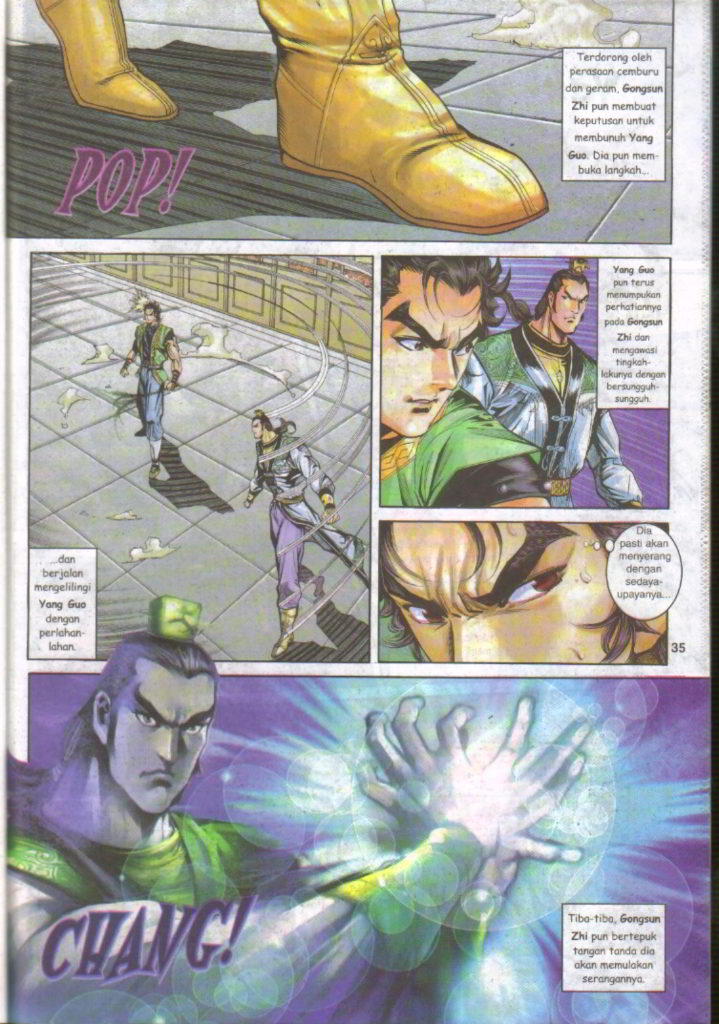 Terdorong oleh
perasaan cemburu
dan geram, Gongsun
Zhi pun membuat
keputusan untuk
membunuh Yang
Guo. Dia pun mem-
buka langkah...
POP!
...dan
berjalan
mengelilingi
Yang Guo
dengan
perlahan-
lahan.
Yang Guo
pun terus
menumpukan
perhatiannya
pada Gongsun
Zhi dan
mengawasi
tingkah-
lakunya dengan
bersungguh-
sungguh.
Dia
pasti akan
menyerang
dengan
sedaya-
upayanya...
35
CHANG!
Tiba-tiba, Gongsun
Zhi pun bertepuk
tangan tanda dia
akan memulakan
serangannya.